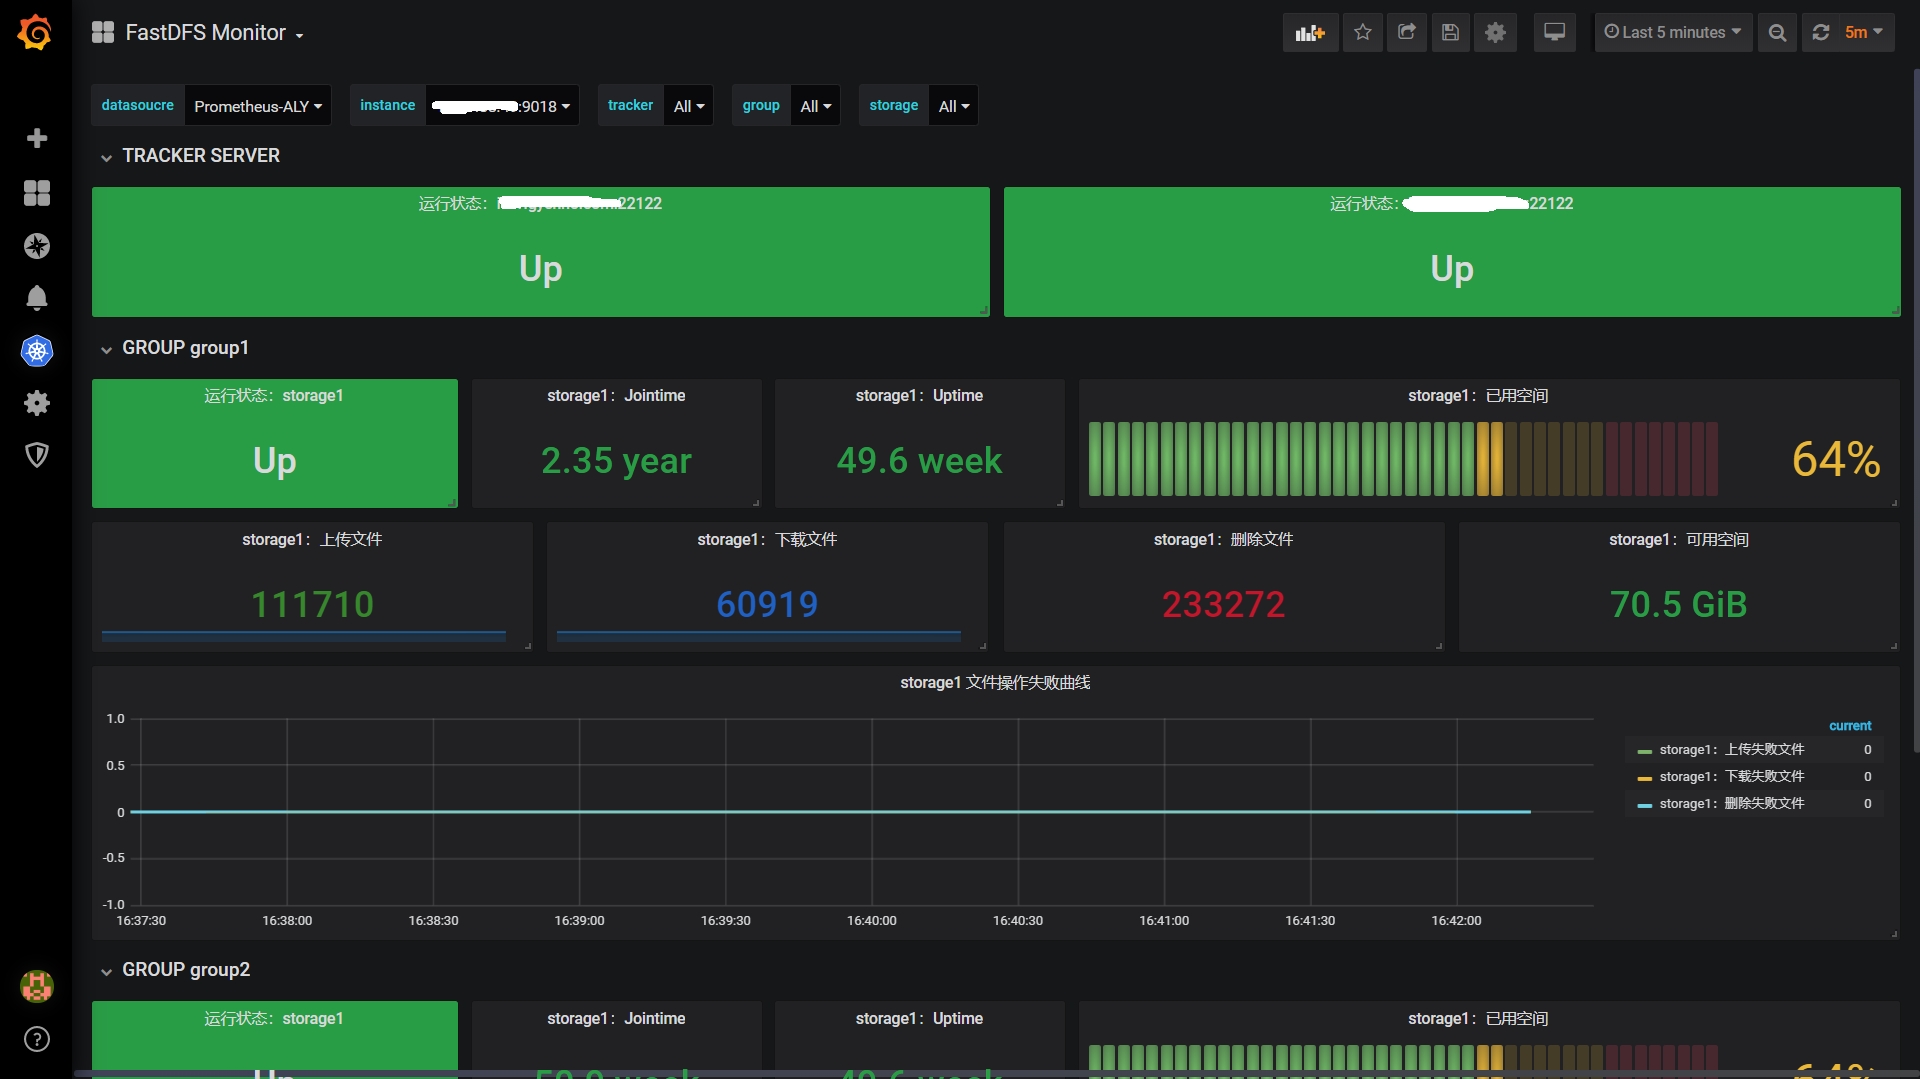 FastDFS Monitor
Last 5 minutes
5m
datasoucre Prometheus-ALY
instance :9018
tracker All
group All
storage All
TRACKER SERVER
运行状态： 22122
Up
运行状态： 22122
Up
GROUP group1
运行状态：storage1
Up
storage1：Jointime
2.35 year
storage1：Uptime
49.6 week
storage1：已用空间
64%
storage1：上传文件
111710
storage1：下载文件
60919
storage1：删除文件
233272
storage1：可用空间
70.5 GiB
storage1 文件操作失败曲线
1.0
0.5
0
-0.5
-1.0
16:37:30 16:38:00 16:38:30 16:39:00 16:39:30 16:40:00 16:40:30 16:41:00 16:41:30 16:42:00
current
storage1：上传失败文件 0
storage1：下载失败文件 0
storage1：删除失败文件 0
GROUP group2
运行状态：storage1
Up
storage1：Jointime
storage1：Uptime
storage1：已用空间